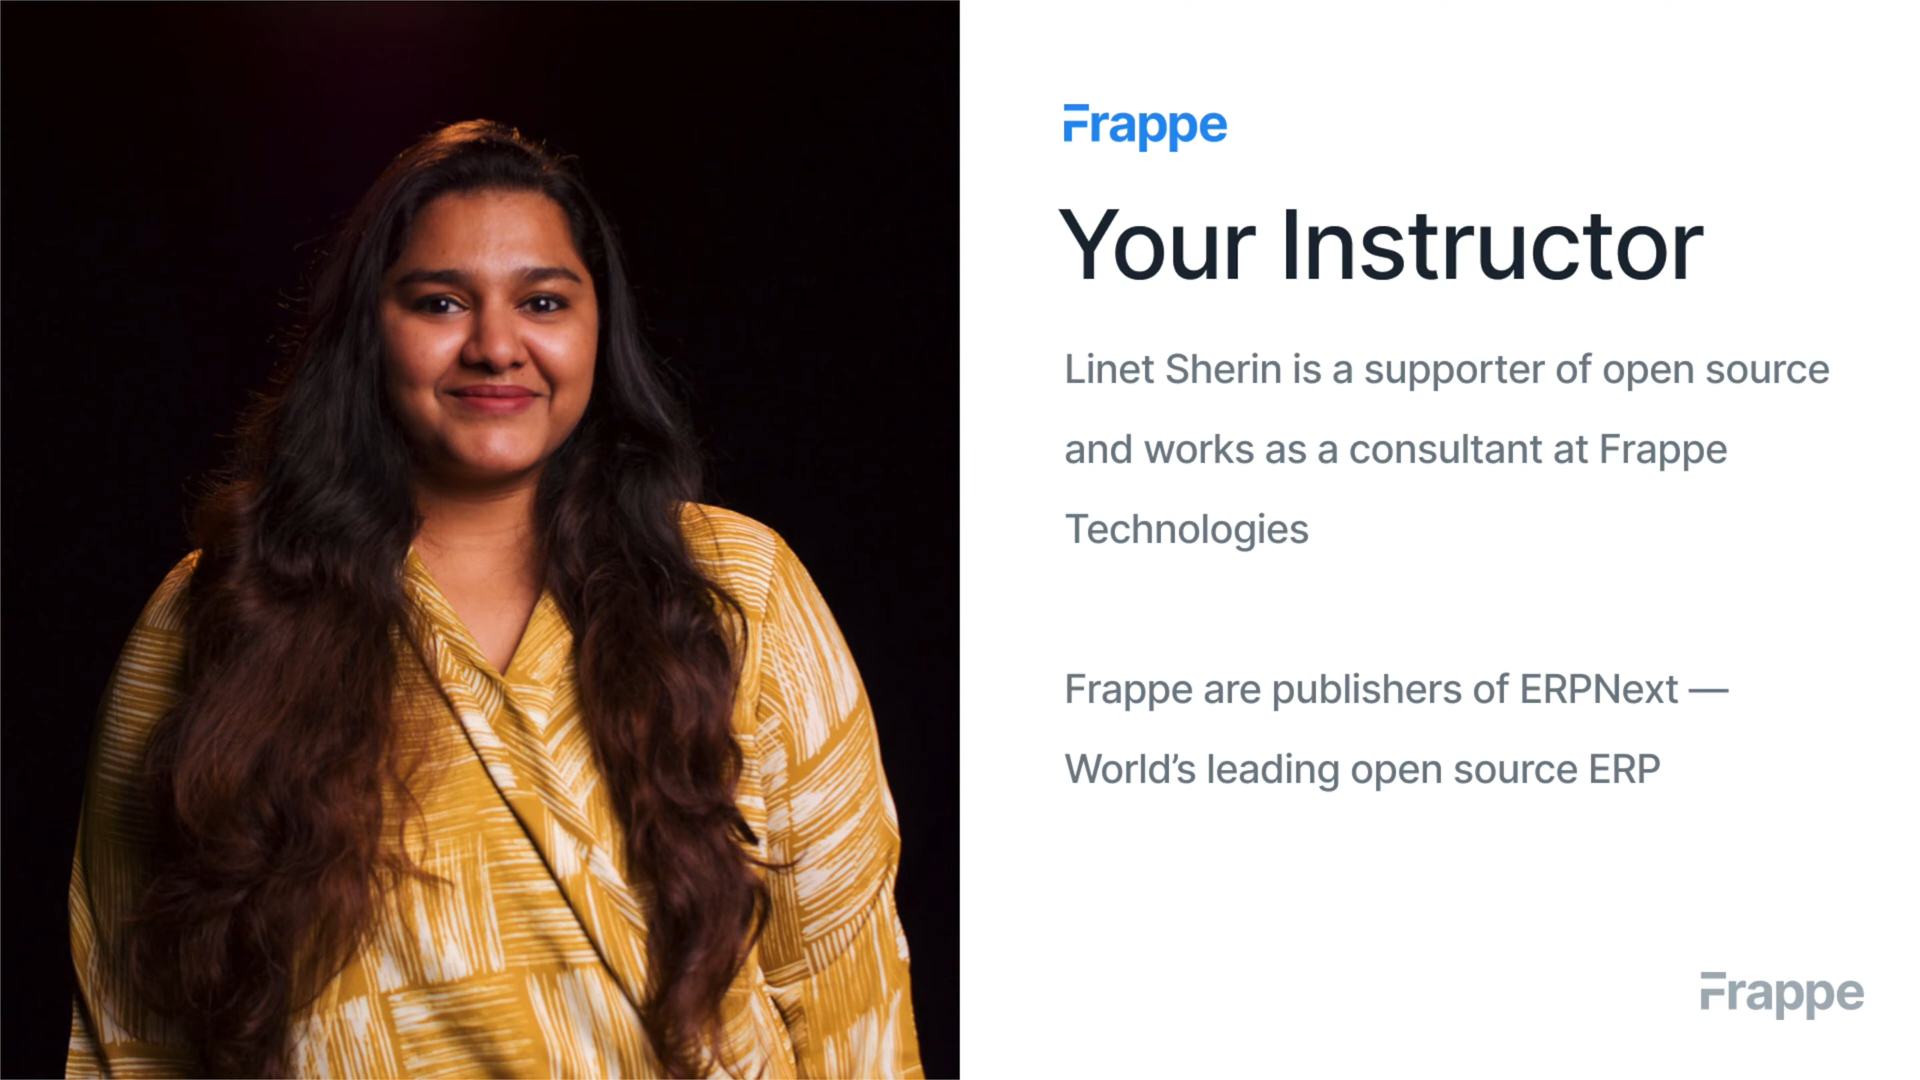 Frappe
Your Instructor
Linet Sherin is a supporter of open source
and works as a consultant at Frappe
Technologies
Frappe are publishers of ERPNext —
World’s leading open source ERP
Frappe